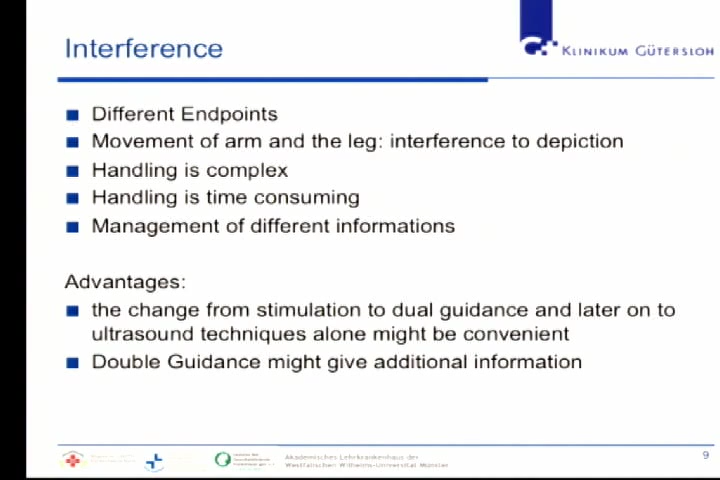 Interference
KLINIKUM GÜTERSLOH
Different Endpoints
Movement of arm and the leg: interference to depiction
Handling is complex
Handling is time consuming
Management of different informations
Advantages:
the change from stimulation to dual guidance and later on to
ultrasound techniques alone might be convenient
Double Guidance might give additional information
Akademisches Lehrkrankenhaus der
Westfälischen Wilhelms-Universität Münster
9